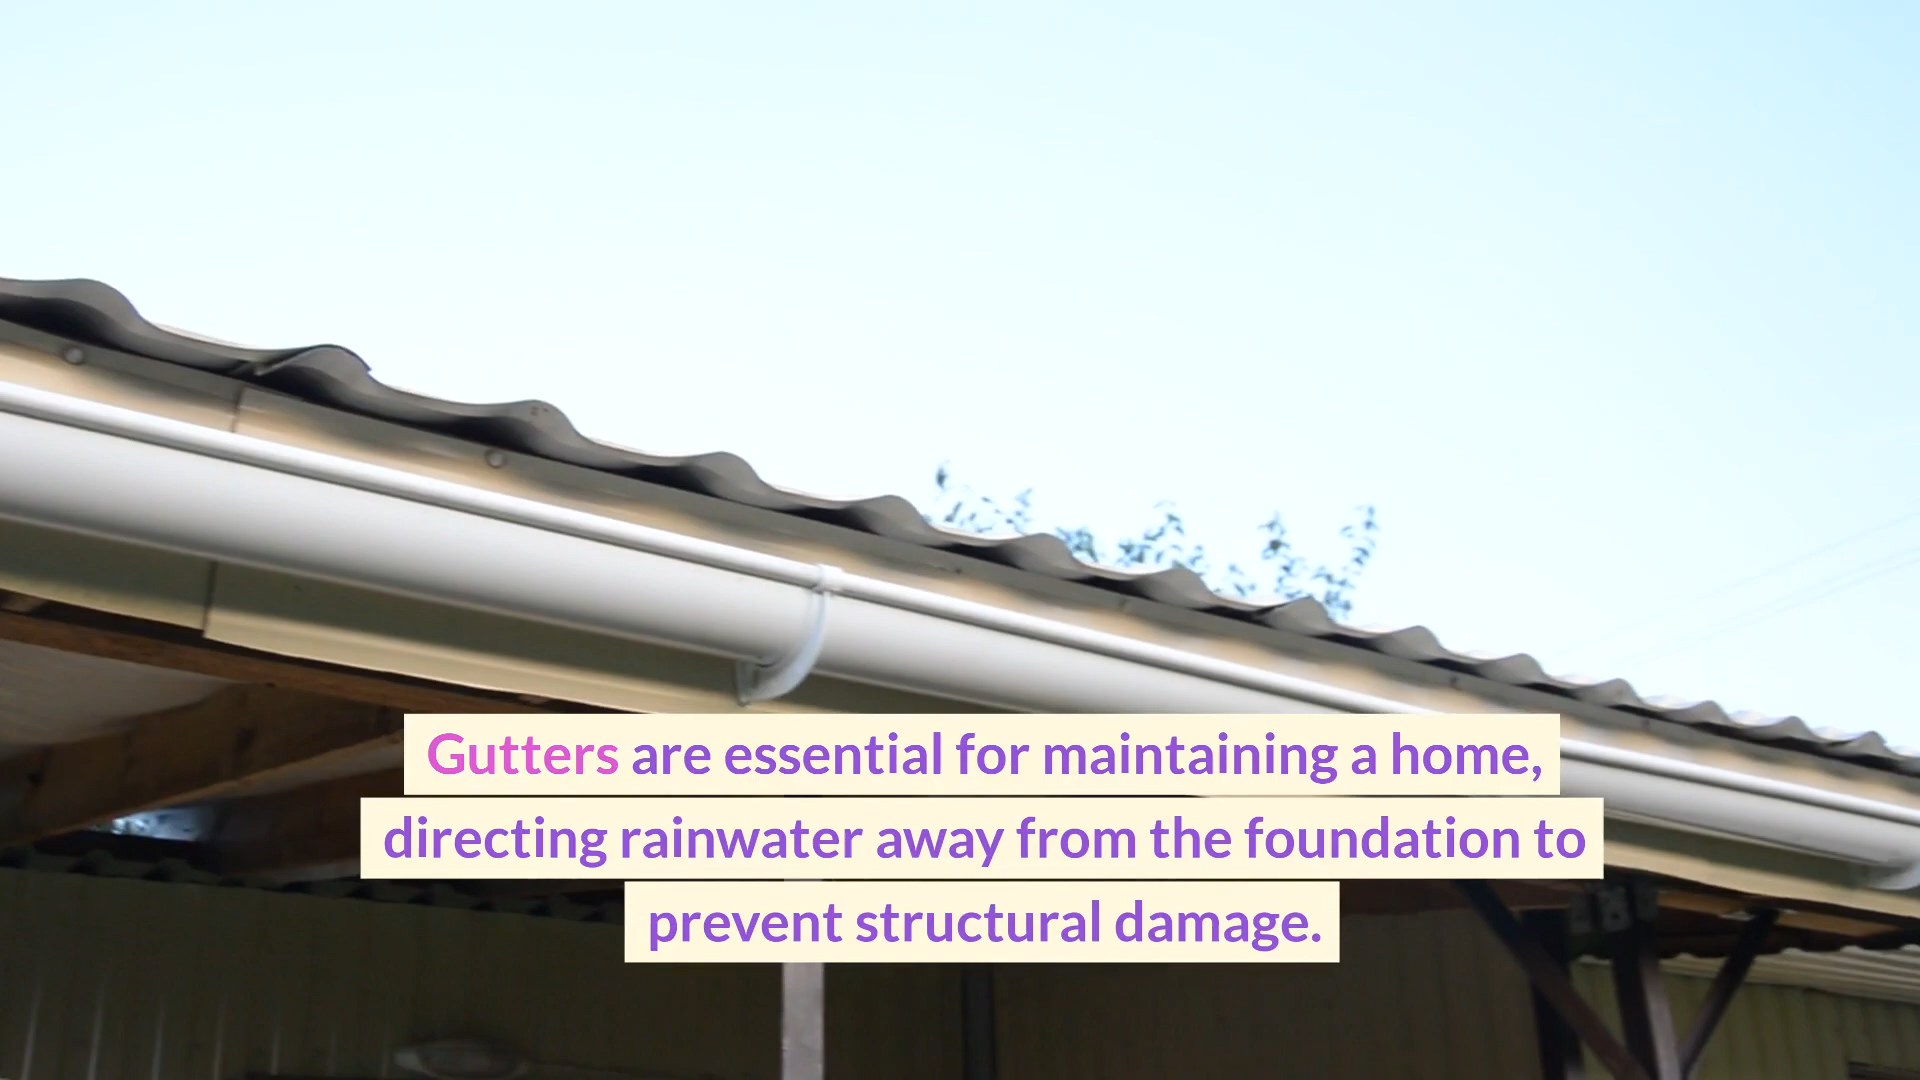 Gutters are essential for maintaining a home,
directing rainwater away from the foundation to
prevent structural damage.